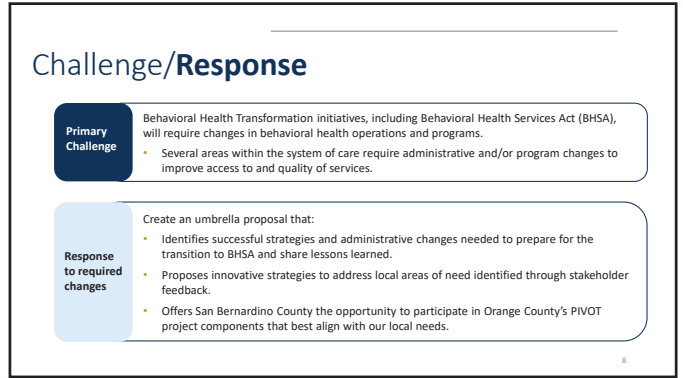 Challenge/Response
Primary
Challenge
Behavioral Health Transformation initiatives, including Behavioral Health Services Act (BHSA),
will require changes in behavioral health operations and programs.
• Several areas within the system of care require administrative and/or program changes to
improve access to and quality of services.
Response
to required
changes
Create an umbrella proposal that:
• Identifies successful strategies and administrative changes needed to prepare for the
transition to BHSA and share lessons learned.
• Proposes innovative strategies to address local areas of need identified through stakeholder
feedback.
• Offers San Bernardino County the opportunity to participate in Orange County's PIVOT
project components that best align with our local needs.
8